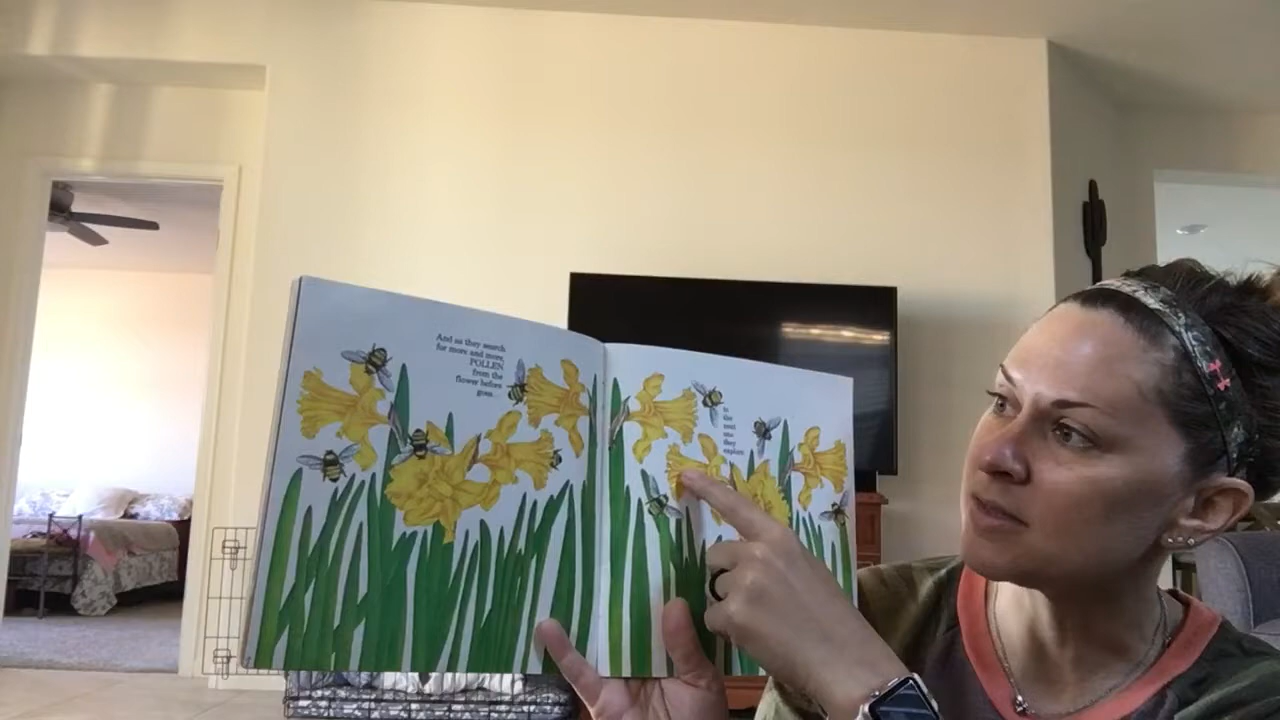 And as they search
for more and more,
POLLEN
from the
flower before
goes...
to
the
next
one
they
explore